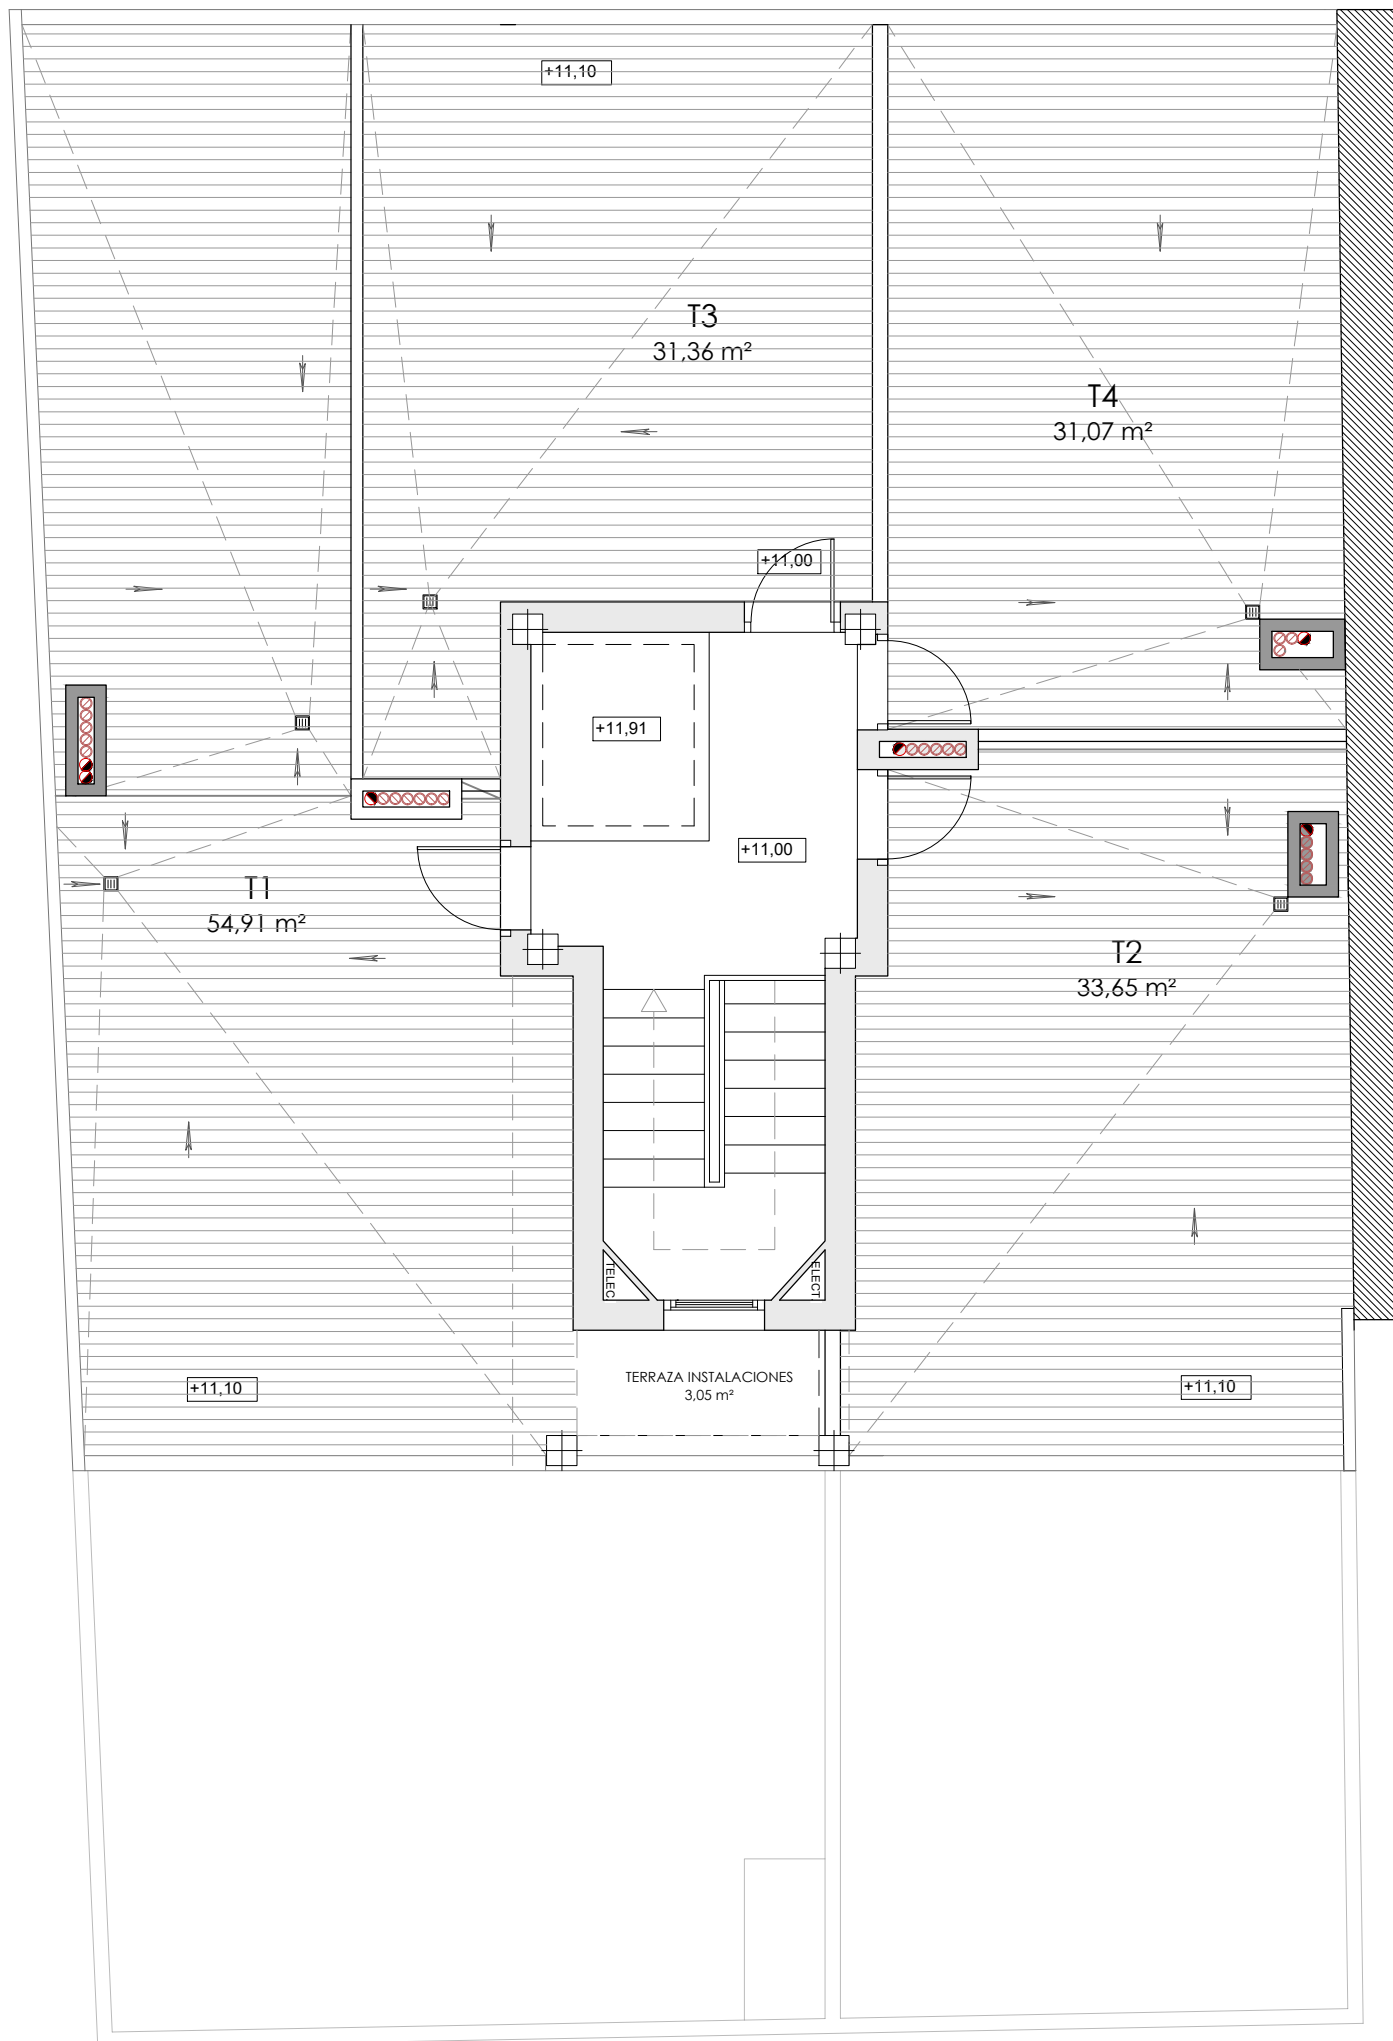 +11,10
T3
31,36 m²
T4
31,07 m²
+11,00
+11,91
+11,00
T1
54,91 m²
T2
33,65 m²
TELEC
ELECT
TERRAZA INSTALACIONES
3,05 m²
+11,10
+11,10